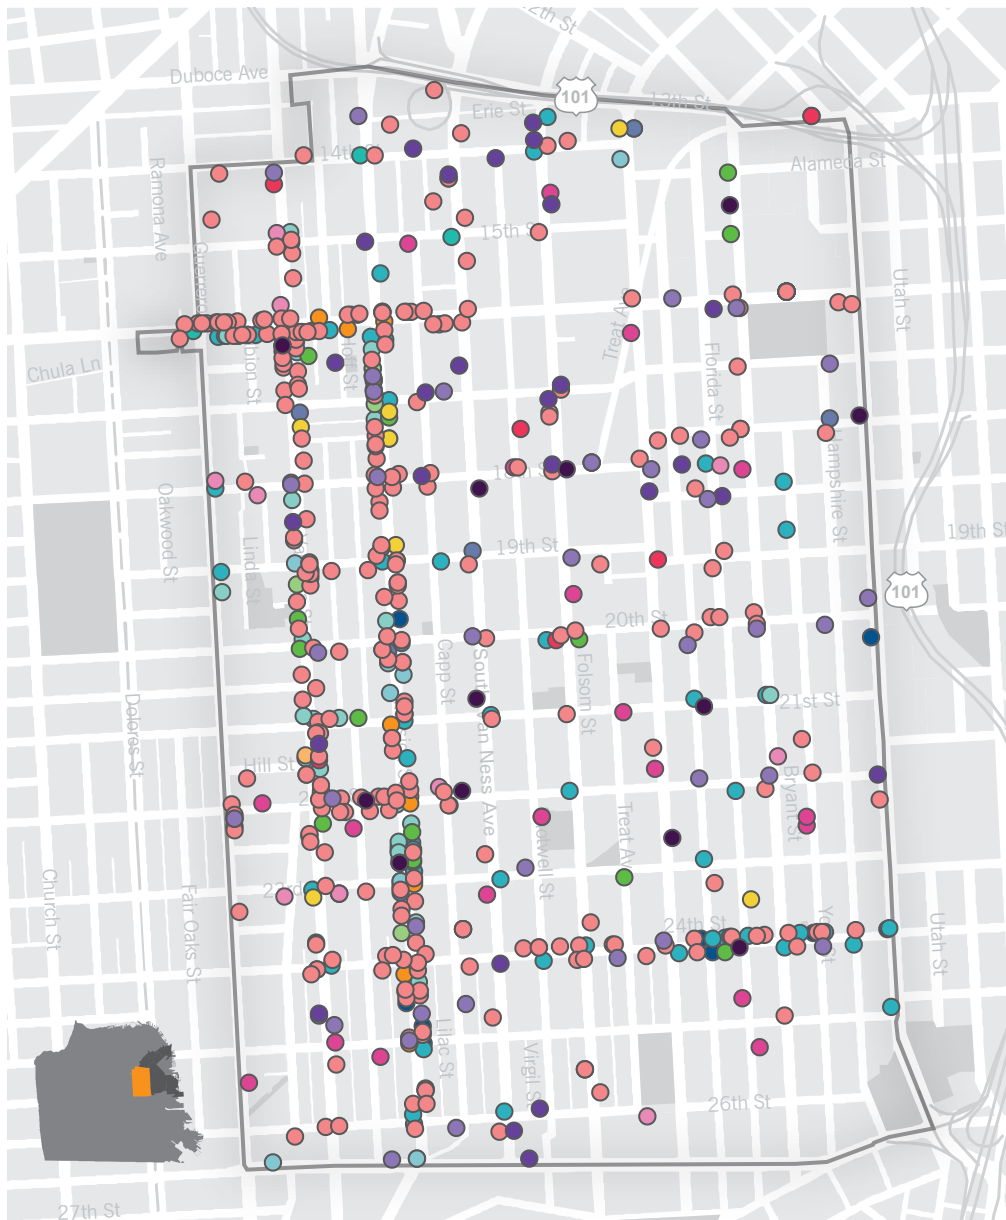 Duboce Ave
Erie St
101
13th St
14th St
Alameda St
Ramona Ave
Guerrero
15th St
Utah St
Treat Ave
Chula Ln
Florida St
Hampshire St
Oakwood St
Linda St
19th St
19th St
101
20th St
Capp St
South Van Ness Ave
Folsom St
21st St
Dolores St
Hill St
Bryant St
Treat Ave
Church St
Fair Oaks St
23rd
24th St
Utah St
Lilac St
Virgil St
26th St
27th St